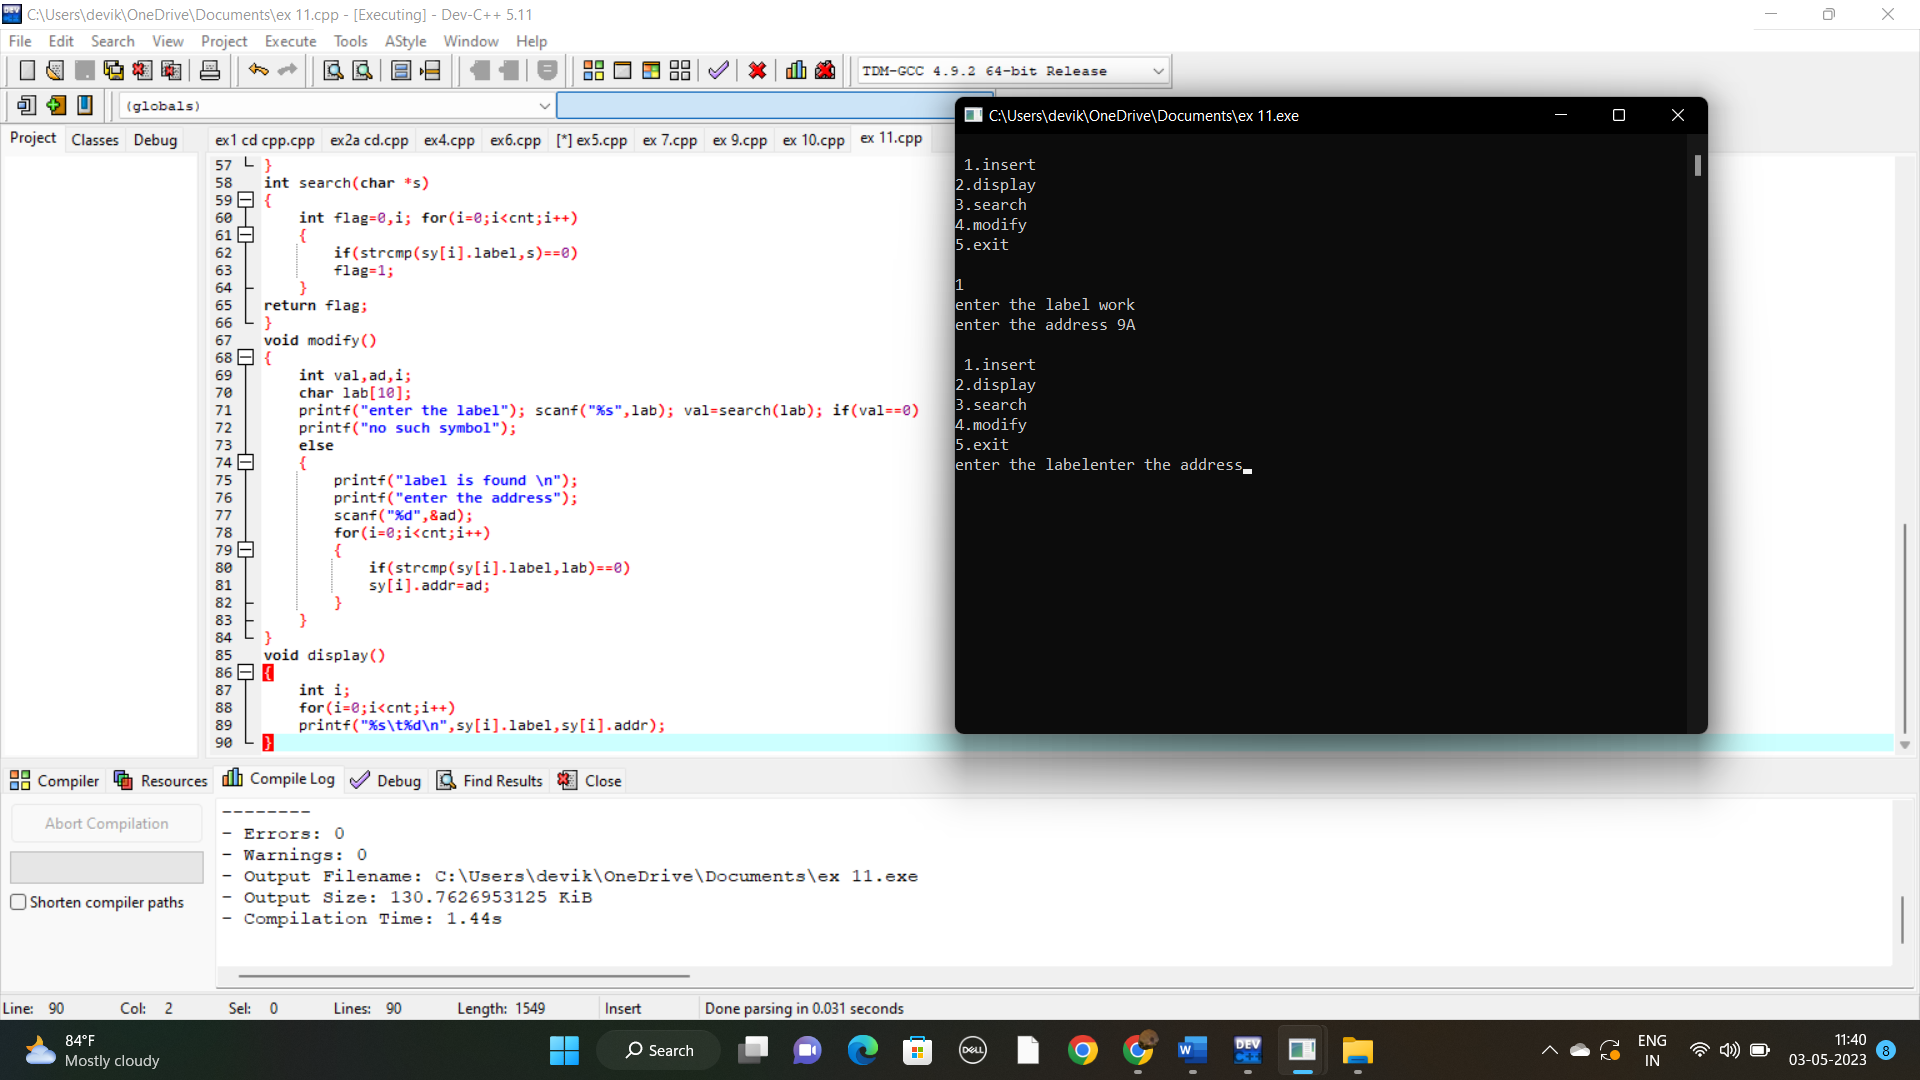 C:\Users\devik\OneDrive\Documents\ex 11.cpp - [Executing] - Dev-C++ 5.11
File Edit Search View Project Execute Tools AStyle Window Help
TDM-GCC 4.9.2 64-bit Release
(globals)
Project Classes Debug
ex1 cd cpp.cpp ex2a cd.cpp ex4.cpp ex6.cpp [*] ex5.cpp ex 7.cpp ex 9.cpp ex 10.cpp ex 11.cpp
57 }
58 int search(char *s)
59 {
60 int flag=0,i; for(i=0;i<cnt;i++)
61 {
62 if(strcmp(sy[i].label,s)==0)
63 flag=1;
64 }
65 return flag;
66 }
67 void modify()
68 {
69 int val,ad,i;
70 char lab[10];
71 printf("enter the label"); scanf("%s",lab); val=search(lab); if(val==0)
72 printf("no such symbol");
73 else
74 {
75 printf("label is found \n");
76 printf("enter the address");
77 scanf("%d",&ad);
78 for(i=0;i<cnt;i++)
79 {
80 if(strcmp(sy[i].label,lab)==0)
81 sy[i].addr=ad;
82 }
83 }
84 }
85 void display()
86 {
87 int i;
88 for(i=0;i<cnt;i++)
89 printf("%s\t%d\n",sy[i].label,sy[i].addr);
90 }
C:\Users\devik\OneDrive\Documents\ex 11.exe
1.insert
2.display
3.search
4.modify
5.exit
1
enter the label work
enter the address 9A
1.insert
2.display
3.search
4.modify
5.exit
enter the labelenter the address
Compiler Resources Compile Log Debug Find Results Close
Abort Compilation
Shorten compiler paths
--------
- Errors: 0
- Warnings: 0
- Output Filename: C:\Users\devik\OneDrive\Documents\ex 11.exe
- Output Size: 130.7626953125 KiB
- Compilation Time: 1.44s
Line: 90 Col: 2 Sel: 0 Lines: 90 Length: 1549 Insert Done parsing in 0.031 seconds
84°F
Mostly cloudy
Search
DELL
W
DEV
C++
ENG
IN
11:40
03-05-2023
8